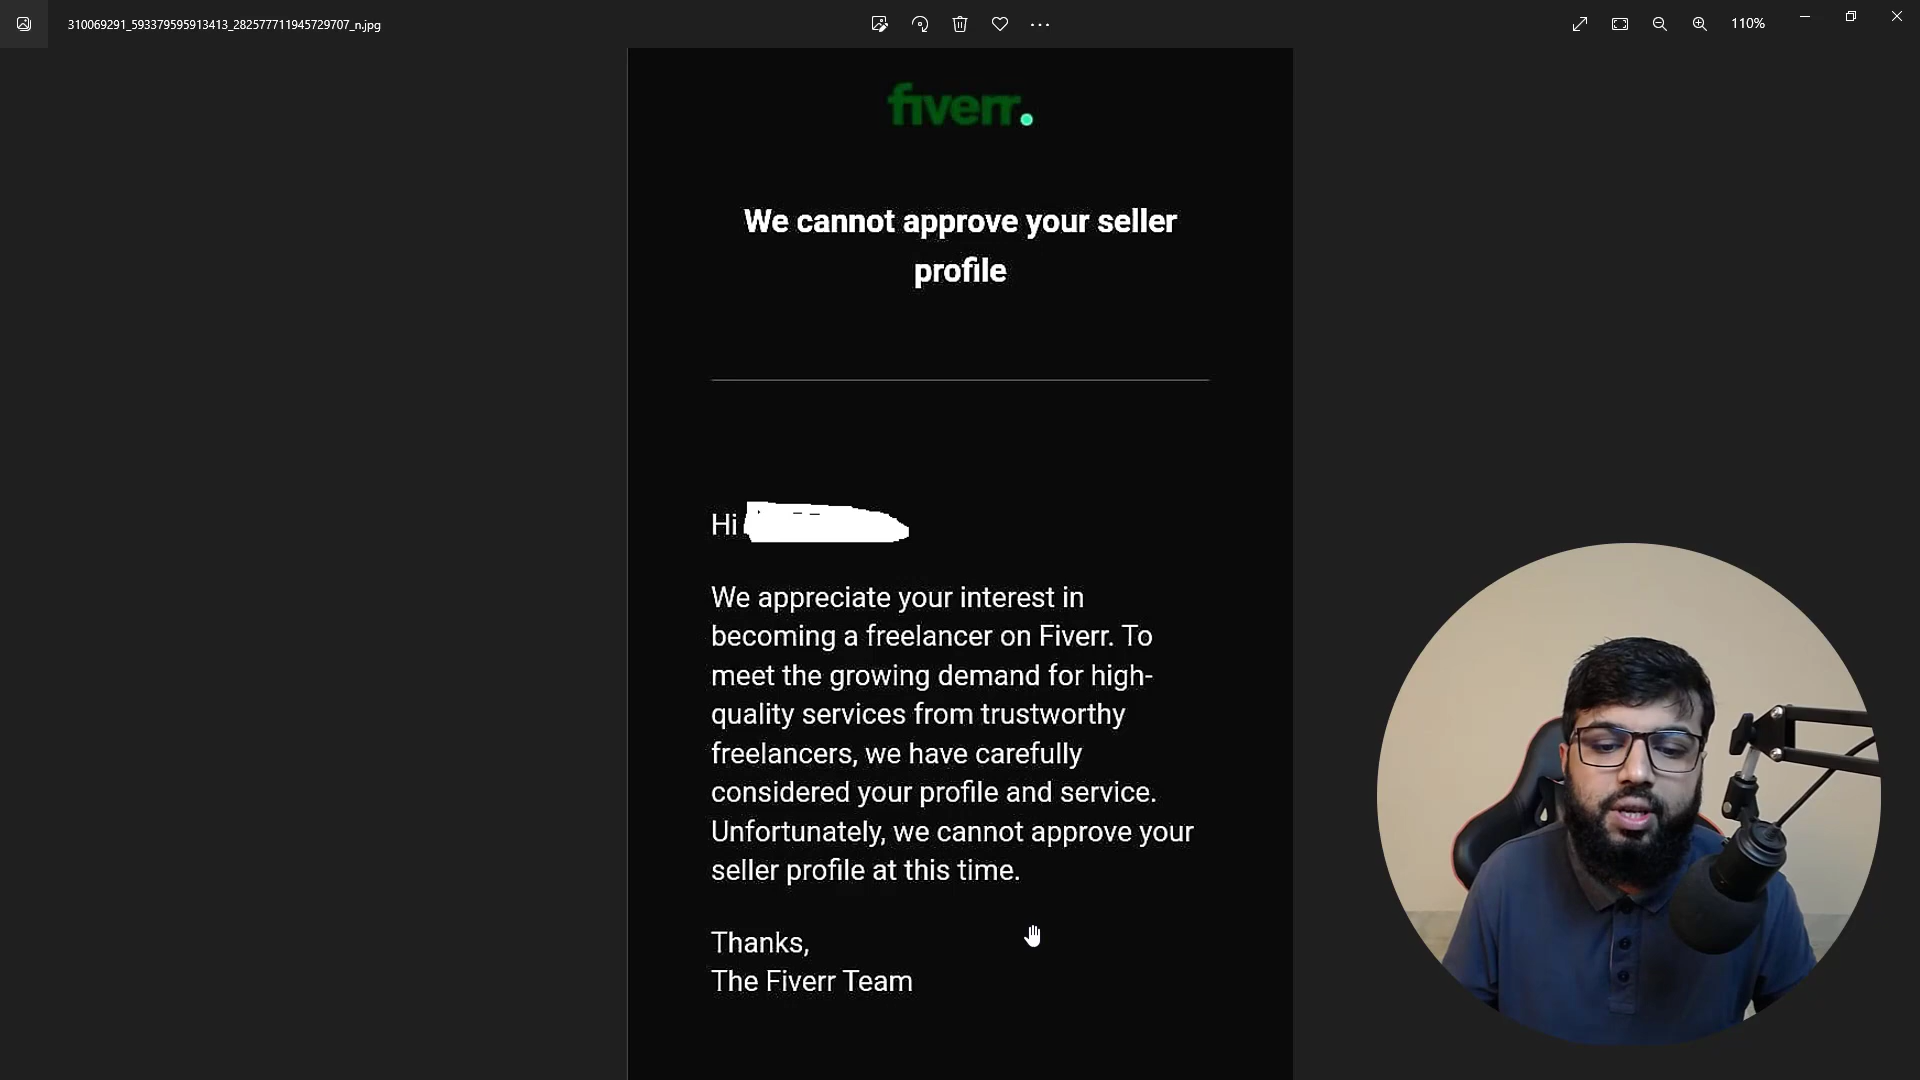 310069291_593379595913413_282577711945729707_n.jpg
110%
fiverr.
We cannot approve your seller
profile
Hi
We appreciate your interest in
becoming a freelancer on Fiverr. To
meet the growing demand for high-
quality services from trustworthy
freelancers, we have carefully
considered your profile and service.
Unfortunately, we cannot approve your
seller profile at this time.
Thanks,
The Fiverr Team